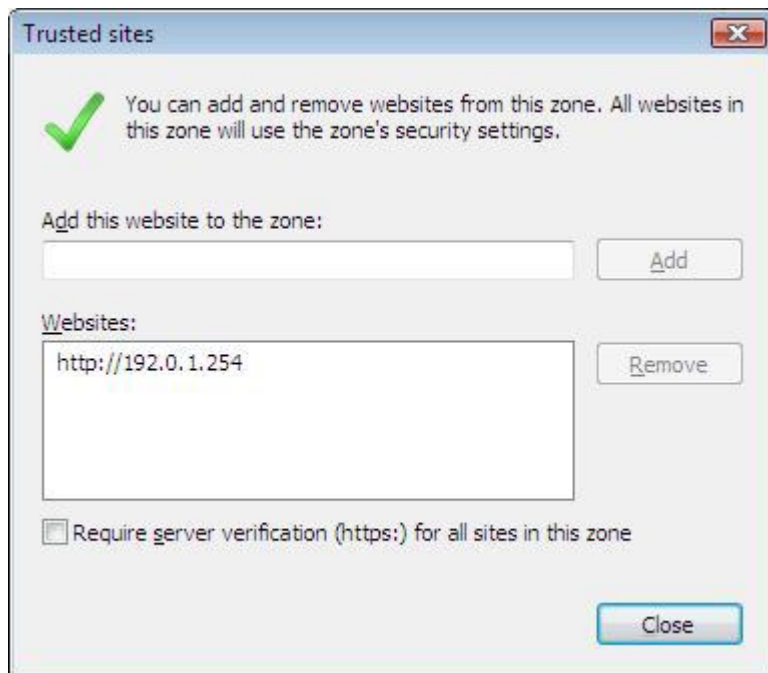 Trusted sites
You can add and remove websites from this zone. All websites in
this zone will use the zone's security settings.
Add this website to the zone:
Add
Websites:
http://192.0.1.254
Remove
Require server verification (https:) for all sites in this zone
Close